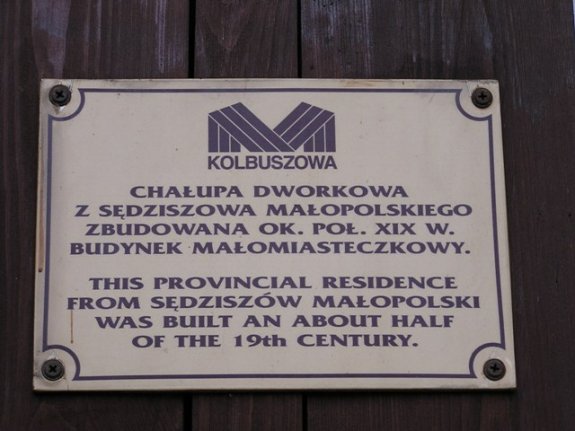 KOLBUSZOWA
CHAŁUPA DWORKOWA
Z SĘDZISZOWA MAŁOPOLSKIEGO
ZBUDOWANA OK. POŁ. XIX W.
BUDYNEK MAŁOMIASTECZKOWY.
THIS PROVINCIAL RESIDENCE
FROM SĘDZISZÓW MAŁOPOLSKI
WAS BUILT AN ABOUT HALF
OF THE 19th CENTURY.